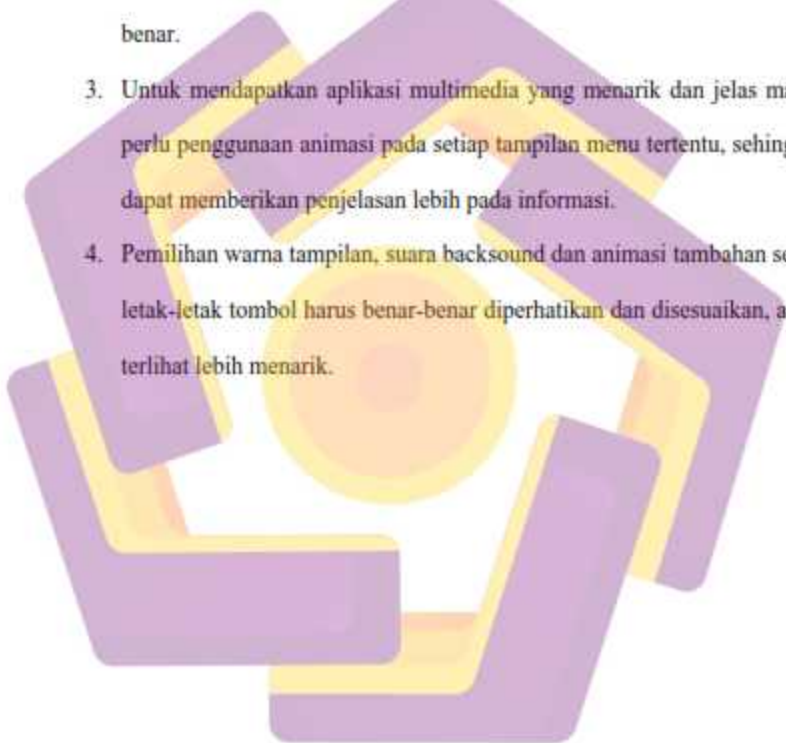 benar.
3. Untuk mendapatkan aplikasi multimedia yang menarik dan jelas
perlu penggunaan animasi pada setiap tampilan menu tertentu,
dapat memberikan penjelasan lebih pada informasi.
4. Pemilihan warna tampilan, suara backsound dan animasi tambahan
letak-letak tombol harus benar-benar diperhatikan dan disesuaikan,
terlihat lebih menarik.